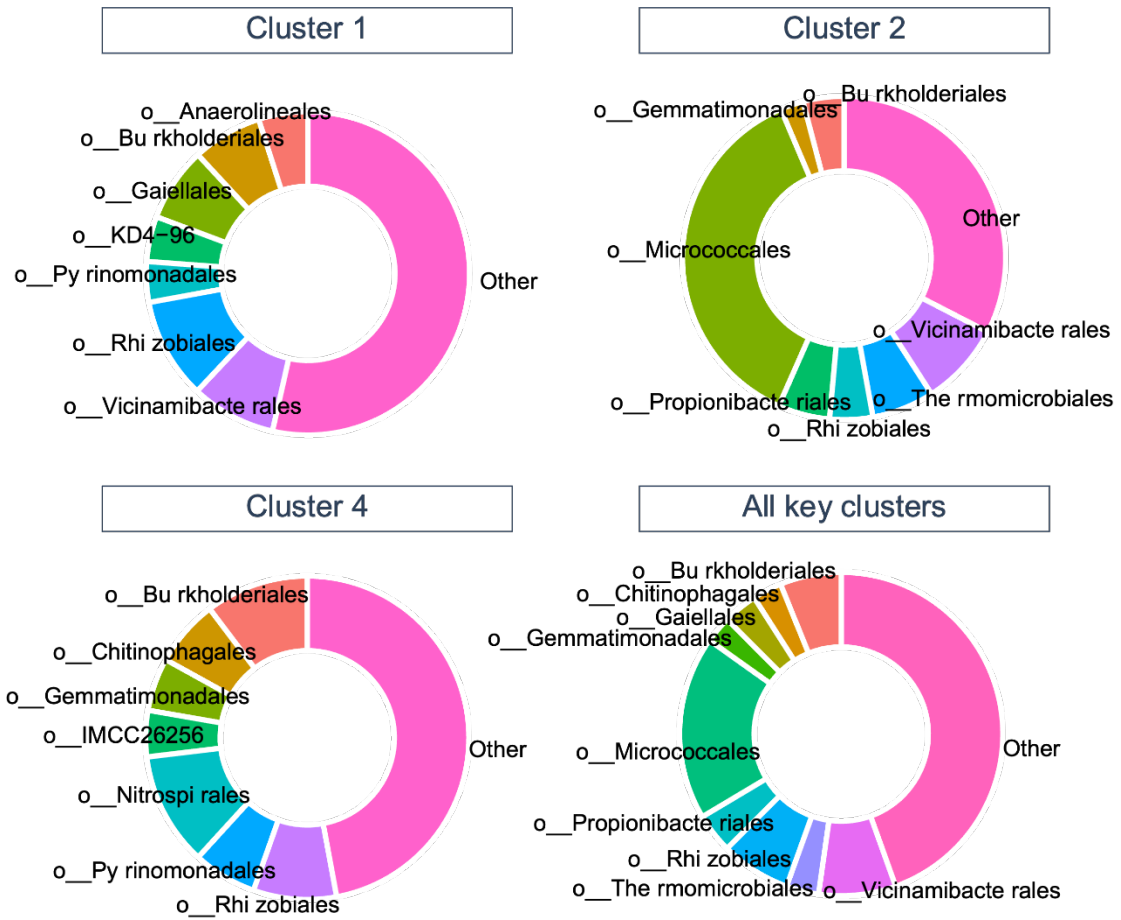 Cluster 1
o__Anaerolineales
o__Bu rkholderiales
o__Gaiellales
o__KD4−96
o__Py rinomonadales
o__Rhi zobiales
o__Vicinamibacte rales
Other
Cluster 2
o__Bu rkholderiales
o__Gemmatimonadales
o__Micrococcales
Other
o__Vicinamibacte rales
o__The rmomicrobiales
o__Propionibacte riales
o__Rhi zobiales
Cluster 4
o__Bu rkholderiales
o__Chitinophagales
o__Gemmatimonadales
o__IMCC26256
o__Nitrospi rales
o__Py rinomonadales
o__Rhi zobiales
Other
All key clusters
o__Bu rkholderiales
o__Chitinophagales
o__Gaiellales
o__Gemmatimonadales
o__Micrococcales
o__Propionibacte riales
o__Rhi zobiales
o__The rmomicrobiales
o__Vicinamibacte rales
Other